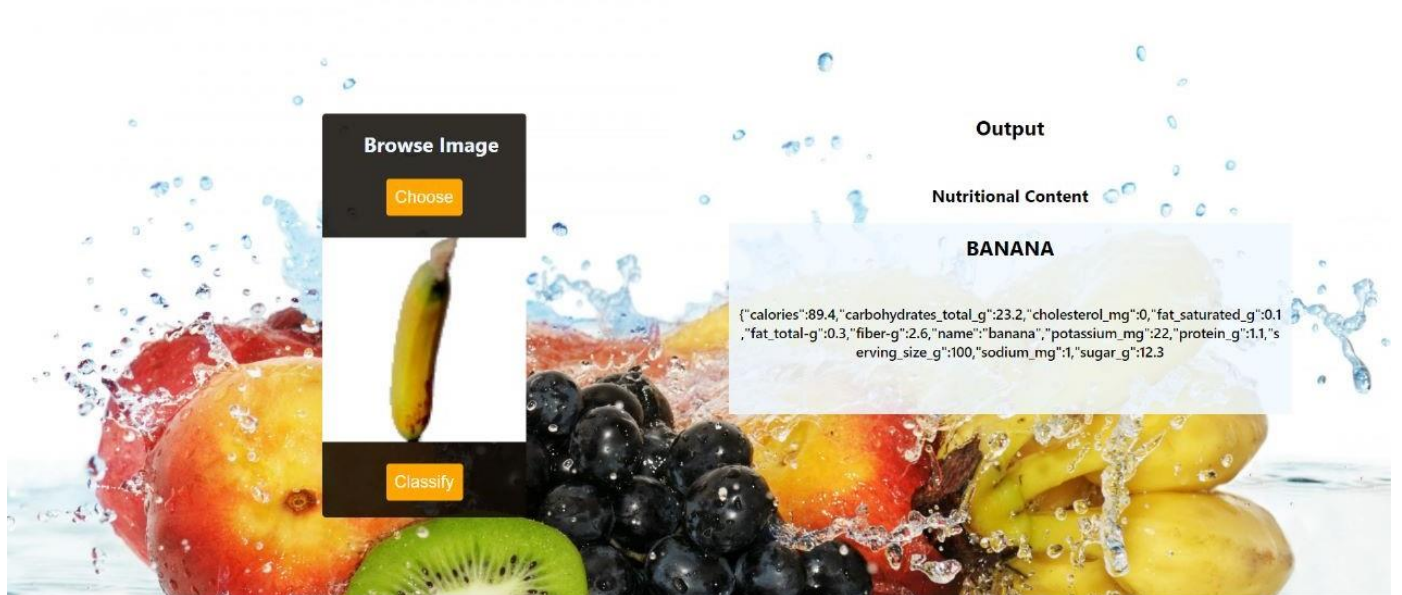 Browse Image
Choose
Classify
Output
Nutritional Content
BANANA
{"calories":89.4,"carbohydrates_total_g":23.2,"cholesterol_mg":0,"fat_saturated_g":0.1
,"fat_total-g":0.3,"fiber-g":2.6,"name":"banana","potassium_mg":22,"protein_g":1.1,"s
erving_size_g":100,"sodium_mg":1,"sugar_g":12.3